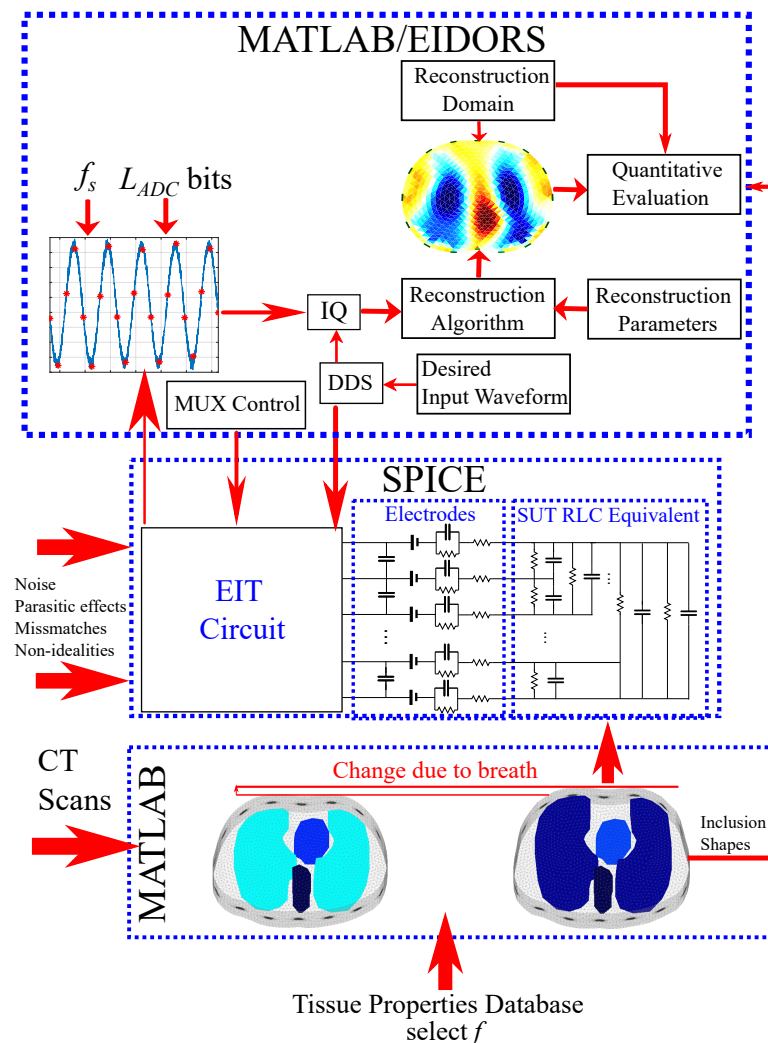 MATLAB/EIDORS
Reconstruction
Domain
f_s
L_ADC bits
Quantitative
Evaluation
IQ
Reconstruction
Algorithm
Reconstruction
Parameters
DDS
Desired
Input Waveform
MUX Control
SPICE
Electrodes
SUT RLC Equivalent
EIT
Circuit
Noise
Parasitic effects
Missmatches
Non-idealities
CT
Scans
MATLAB
Change due to breath
Inclusion
Shapes
Tissue Properties Database
select f